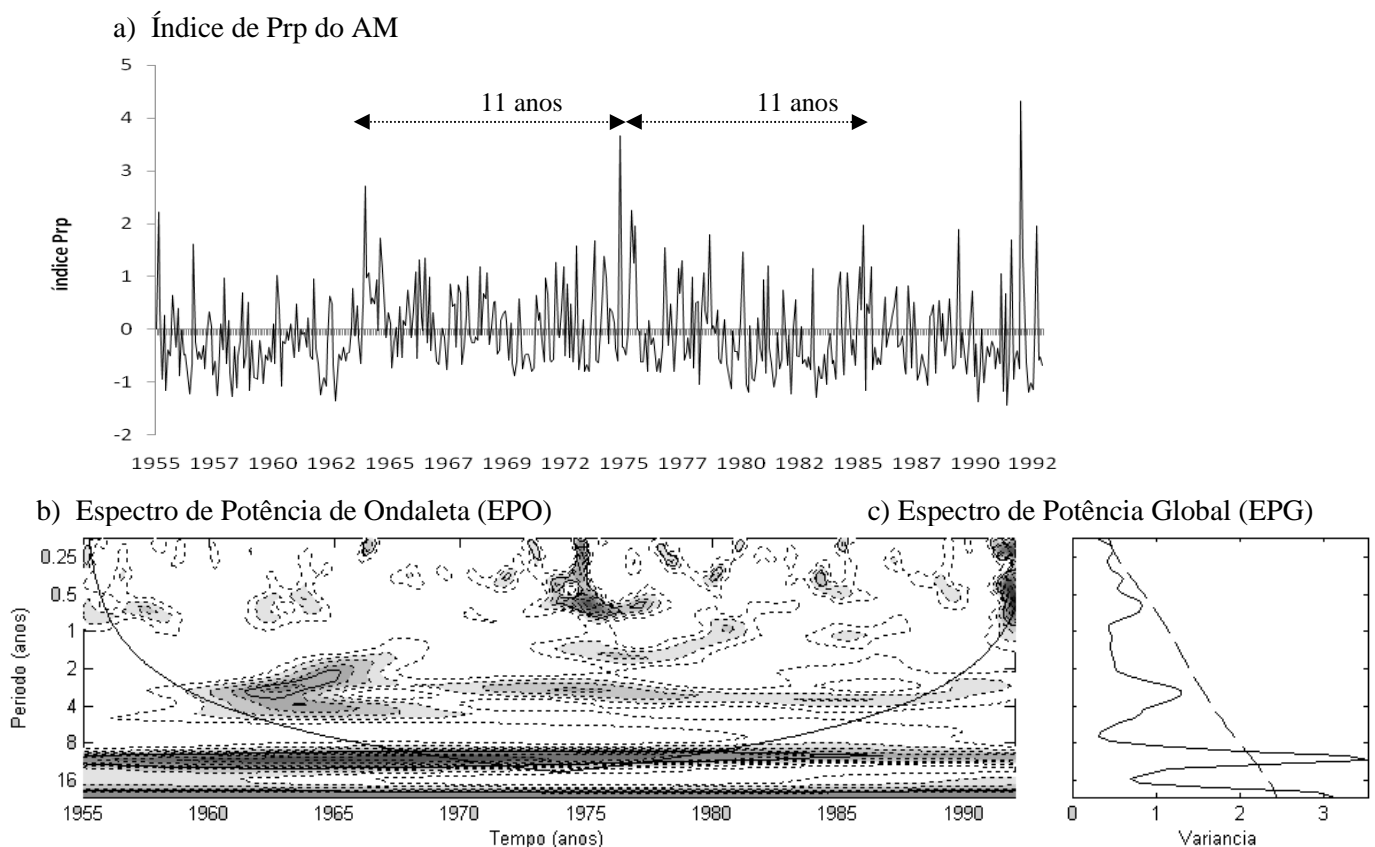 a) Índice de Prp do AM
5
4
3
2
1
0
-1
-2
índice Prp
11 anos
11 anos
1955 1957 1960 1962 1965 1967 1969 1972 1975 1977 1980 1982 1985 1987 1990 1992
b) Espectro de Potência de Ondaleta (EPO)
c) Espectro de Potência Global (EPG)
0.25
0.5
1
2
4
8
16
Periodo (anos)
1955 1960 1965 1970 1975 1980 1985 1990
Tempo (anos)
0 1 2 3
Variancia